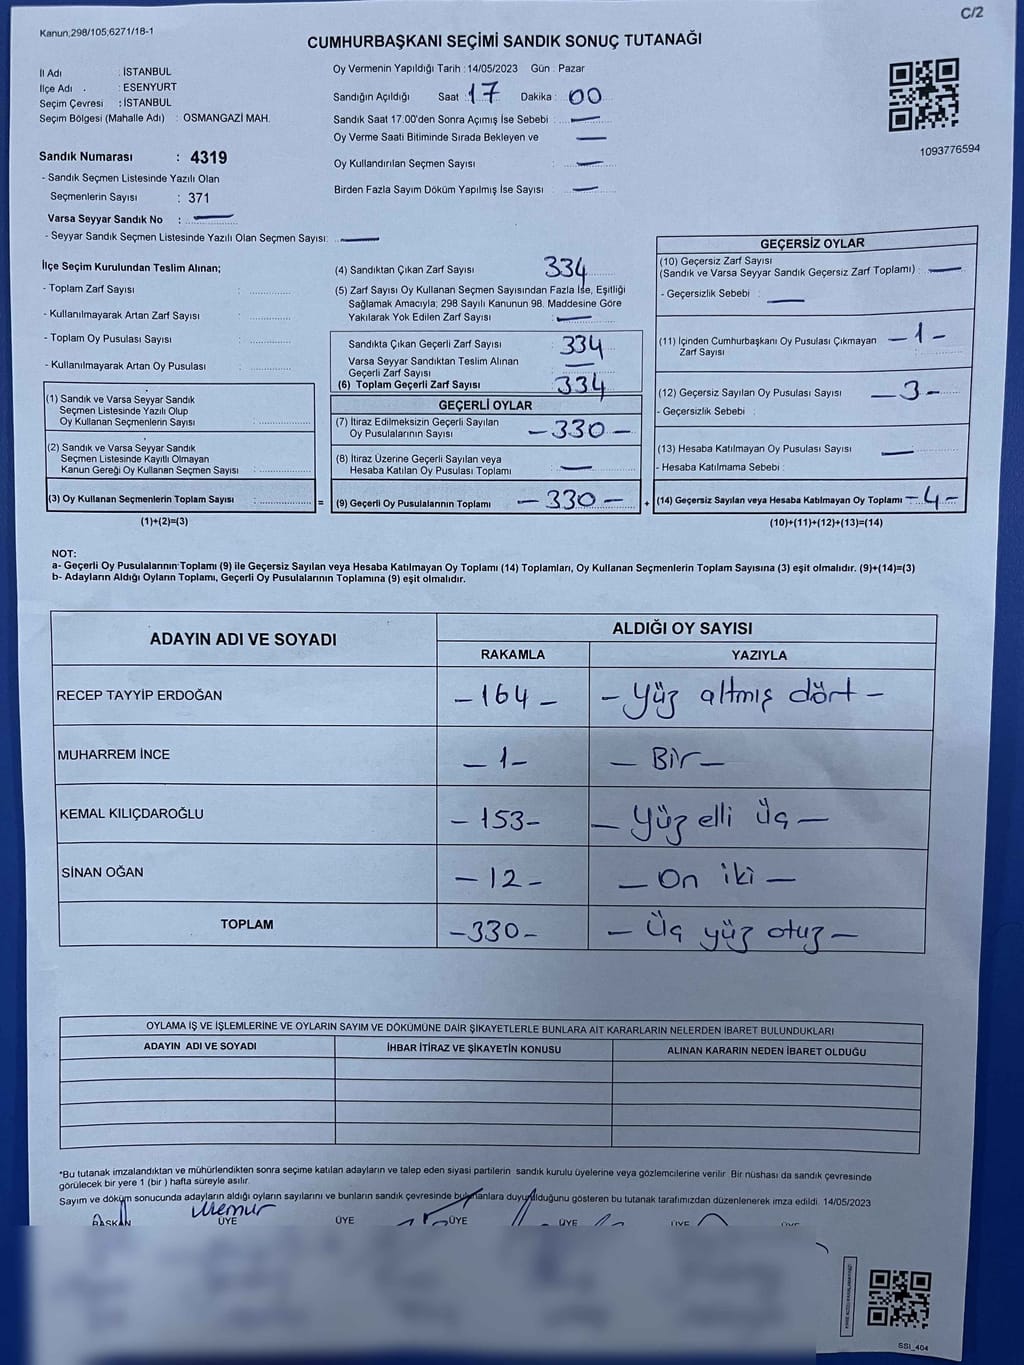 C/2
Kanun;298/105;6271/18-1
CUMHURBAŞKANI SEÇİMİ SANDIK SONUÇ TUTANAĞI
İl Adı : İSTANBUL
İlçe Adı : ESENYURT
Seçim Çevresi : İSTANBUL
Seçim Bölgesi (Mahalle Adı) : OSMANGAZİ MAH.
Sandık Numarası : 4319
- Sandık Seçmen Listesinde Yazılı Olan
Seçmenlerin Sayısı : 371
Varsa Seyyar Sandık No : —
- Seyyar Sandık Seçmen Listesinde Yazılı Olan Seçmen Sayısı: —
Oy Vermenin Yapıldığı Tarih : 14/05/2023 Gün : Pazar
Sandığın Açıldığı Saat : 17 Dakika : 00
Sandık Saat 17:00'den Sonra Açımış İse Sebebi : —
Oy Verme Saati Bitiminde Sırada Bekleyen ve —
Oy Kullandırılan Seçmen Sayısı : —
Birden Fazla Sayım Döküm Yapılmış İse Sayısı : —
1093776594
İlçe Seçim Kurulundan Teslim Alınan;
- Toplam Zarf Sayısı :
- Kullanılmayarak Artan Zarf Sayısı :
- Toplam Oy Pusulası Sayısı :
- Kullanılmayarak Artan Oy Pusulası :
(1) Sandık ve Varsa Seyyar Sandık
Seçmen Listesinde Yazılı Olup
Oy Kullanan Seçmenlerin Sayısı :
(2) Sandık ve Varsa Seyyar Sandık
Seçmen Listesinde Kayıtlı Olmayan
Kanun Gereği Oy Kullanan Seçmen Sayısı :
(3) Oy Kullanan Seçmenlerin Toplam Sayısı : =
(1)+(2)=(3)
(4) Sandıktan Çıkan Zarf Sayısı 334
(5) Zarf Sayısı Oy Kullanan Seçmen Sayısından Fazla İse, Eşitliği
Sağlamak Amacıyla; 298 Sayılı Kanunun 98. Maddesine Göre
Yakılarak Yok Edilen Zarf Sayısı : —
Sandıkta Çıkan Geçerli Zarf Sayısı : 334
Varsa Seyyar Sandıktan Teslim Alınan
Geçerli Zarf Sayısı : —
(6) Toplam Geçerli Zarf Sayısı : 334
GEÇERLİ OYLAR
(7) İtiraz Edilmeksizin Geçerli Sayılan
Oy Pusulalarının Sayısı : —330—
(8) İtiraz Üzerine Geçerli Sayılan veya
Hesaba Katılan Oy Pusulası Toplamı : —
(9) Geçerli Oy Pusulalarının Toplamı —330— +
GEÇERSİZ OYLAR
(10) Geçersiz Zarf Sayısı
(Sandık ve Varsa Seyyar Sandık Geçersiz Zarf Toplamı) : —
- Geçersizlik Sebebi : —
(11) İçinden Cumhurbaşkanı Oy Pusulası Çıkmayan
Zarf Sayısı : —1-
(12) Geçersiz Sayılan Oy Pusulası Sayısı : —3-
- Geçersizlik Sebebi :
(13) Hesaba Katılmayan Oy Pusulası Sayısı : —
- Hesaba Katılmama Sebebi :
(14) Geçersiz Sayılan veya Hesaba Katılmayan Oy Toplamı —4-
(10)+(11)+(12)+(13)=(14)
NOT:
a- Geçerli Oy Pusulalarının Toplamı (9) ile Geçersiz Sayılan veya Hesaba Katılmayan Oy Toplamı (14) Toplamları, Oy Kullanan Seçmenlerin Toplam Sayısına (3) eşit olmalıdır. (9)+(14)=(3)
b- Adayların Aldığı Oyların Toplamı, Geçerli Oy Pusulalarının Toplamına (9) eşit olmalıdır.
ADAYIN ADI VE SOYADI ALDIĞI OY SAYISI
RAKAMLA YAZIYLA
RECEP TAYYİP ERDOĞAN —164— —Yüz altmış dört—
MUHARREM İNCE —1- —Bir—
KEMAL KILIÇDAROĞLU —153- —Yüz elli üç—
SİNAN OĞAN —12- —On iki—
TOPLAM —330- —Üç yüz otuz—
OYLAMA İŞ VE İŞLEMLERİNE VE OYLARIN SAYIM VE DÖKÜMÜNE DAİR ŞİKAYETLERLE BUNLARA AİT KARARLARIN NELERDEN İBARET BULUNDUKLARI
ADAYIN ADI VE SOYADI İHBAR İTİRAZ VE ŞİKAYETİN KONUSU ALINAN KARARIN NEDEN İBARET OLDUĞU
*Bu tutanak imzalandıktan ve mühürlendikten sonra seçime katılan adayların ve talep eden siyasi partilerin sandık kurulu üyelerine veya gözlemcilerine verilir. Bir nüshası da sandık çevresinde
görülecek bir yere 1 (bir) hafta süreyle asılır.
Sayım ve döküm sonucunda adayların aldığı oyların sayılarını ve bunların sandık çevresinde bulunanlara duyurulduğunu gösteren bu tutanak tarafımızdan düzenlenerek imza edildi. 14/05/2023
Memur
BAŞKAN ÜYE ÜYE ÜYE ÜYE ÜYE ÜYE
SSI_404